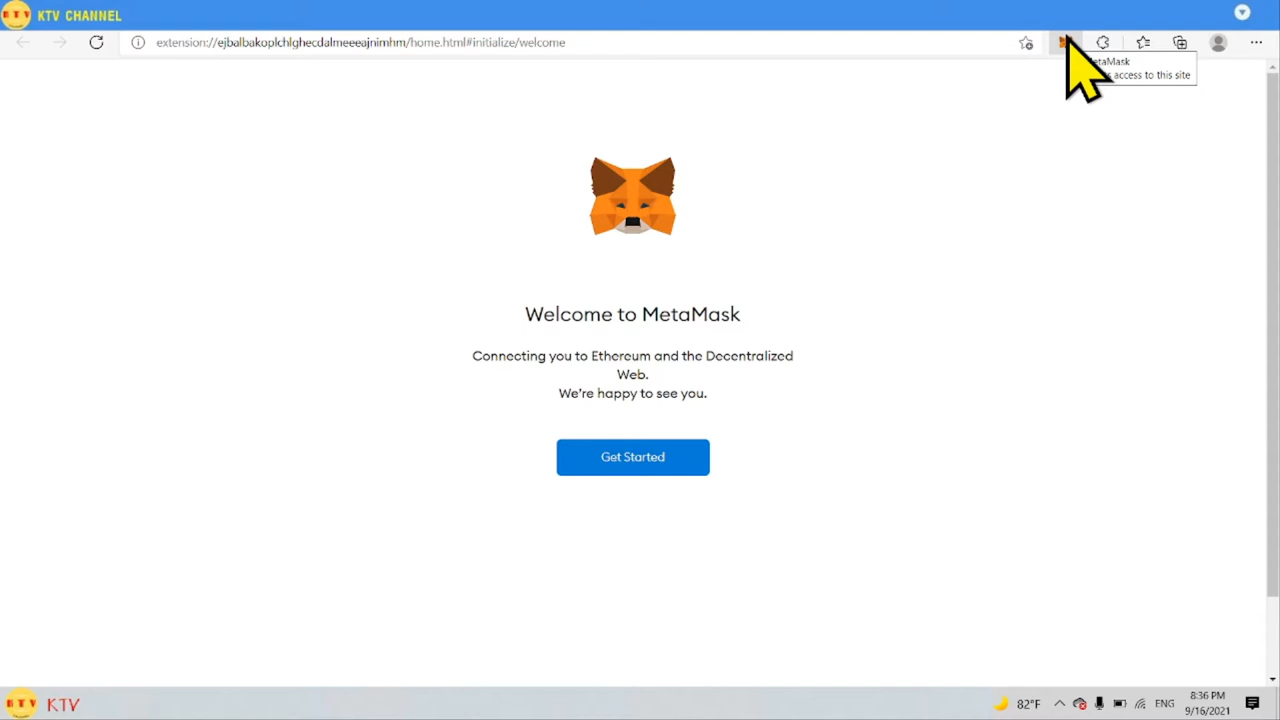 KTV CHANNEL
extension://ejbalbakoplchlghecdalmeeeajnimhm/home.html#initialize/welcome
etaMask
access to this site
Welcome to MetaMask
Connecting you to Ethereum and the Decentralized
Web.
We're happy to see you.
Get Started
KTV KTV
82°F ENG
8:36 PM
9/16/2021